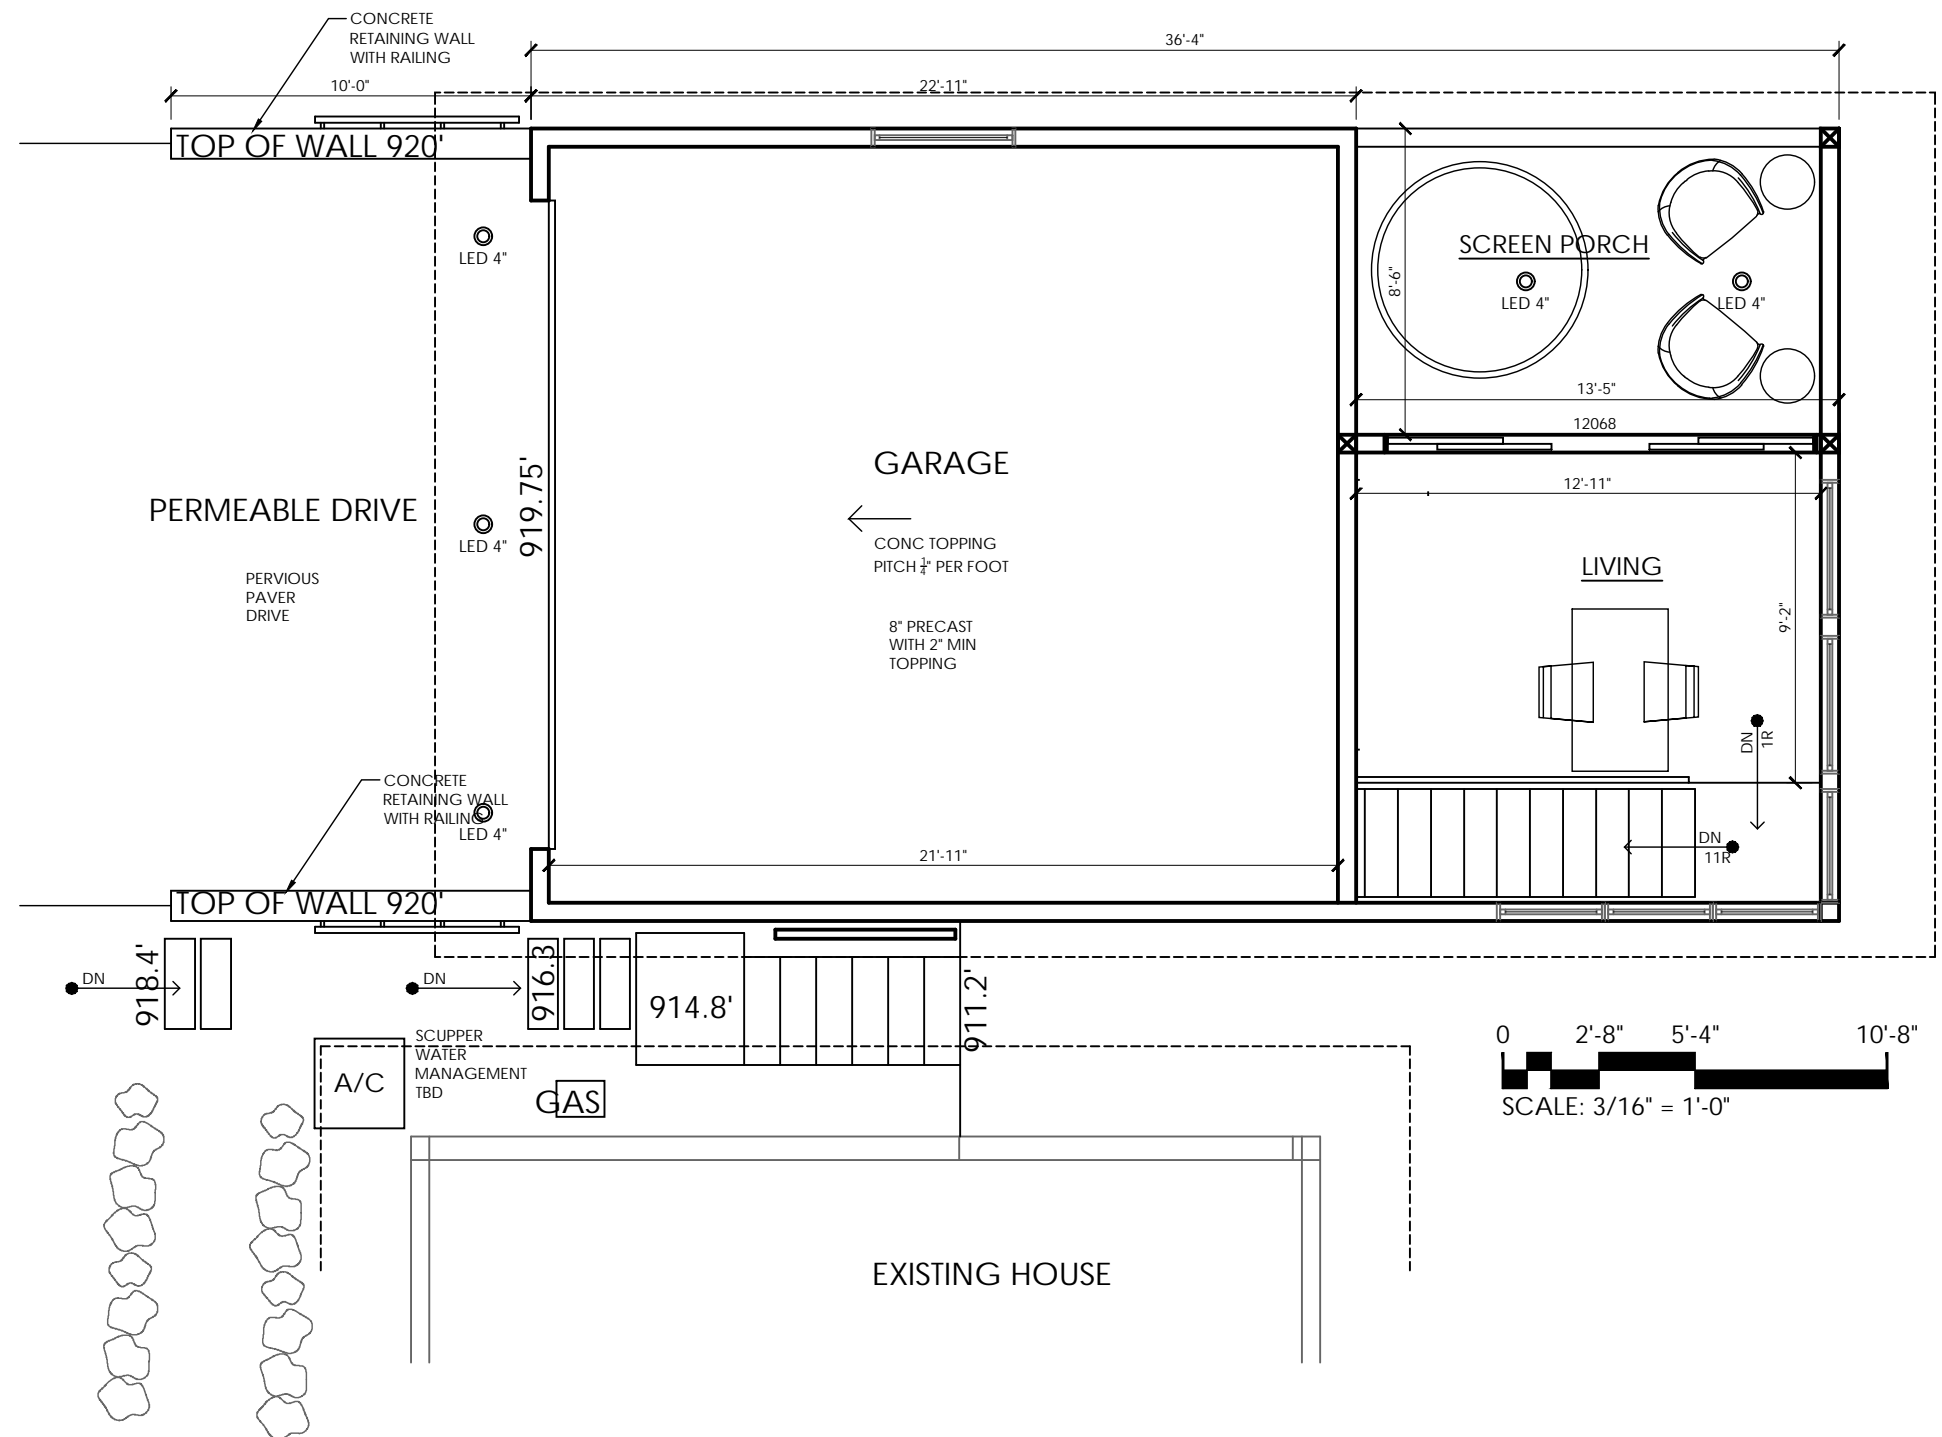 CONCRETE
RETAINING WALL
WITH RAILING
36'-4"
10'-0"
22'-11"
TOP OF WALL 920'
LED 4"
SCREEN PORCH
8'-6"
LED 4"
LED 4"
13'-5"
12068
GARAGE
919.75'
12'-11"
PERMEABLE DRIVE
LED 4"
CONC TOPPING
PITCH 1/4" PER FOOT
LIVING
PERVIOUS
PAVER
DRIVE
9'-2"
8" PRECAST
WITH 2" MIN
TOPPING
DN
1R
CONCRETE
RETAINING WALL
WITH RAILING
LED 4"
DN
11R
21'-11"
TOP OF WALL 920'
DN
918.4'
DN
916.3
914.8'
911.2'
SCUPPER
WATER
MANAGEMENT
TBD
A/C
GAS
0 2'-8" 5'-4" 10'-8"
SCALE: 3/16" = 1'-0"
EXISTING HOUSE